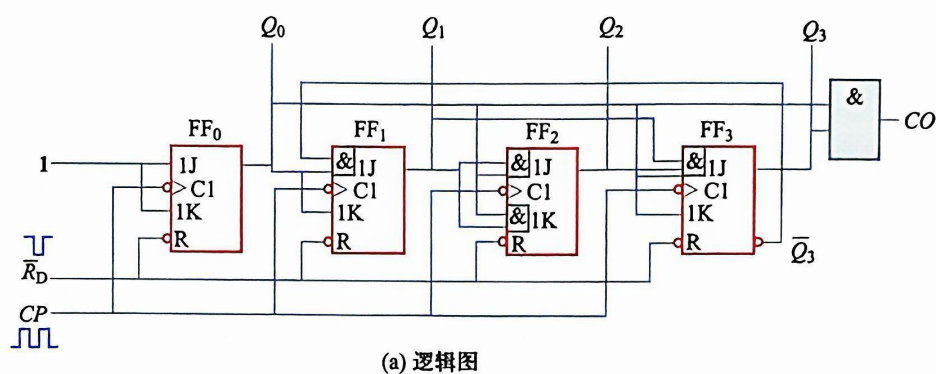 Q₀ Q₁ Q₂ Q₃
& CO
FF₀ FF₁ FF₂ FF₃
1 1J & 1J & 1J & 1J
C1 C1 C1 C1
1K 1K & 1K 1K
R R R R Q̅₃
R̅_D
CP
(a) 逻辑图